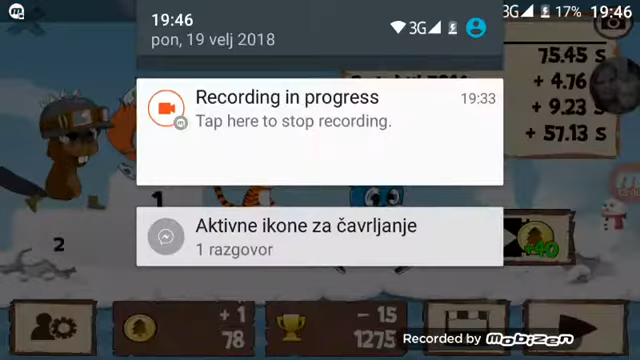 19:46
3G
pon, 19 velj 2018
3G 17% 19:46
Recording in progress 19:33
Tap here to stop recording.
Aktivne ikone za čavrljanje
1 razgovor
75.45 S
+ 4.76
+ 9.23 S
+ 57.13 S
1
2
+40
+ 1
78
- 15
1275
Recorded by MOBIZEN